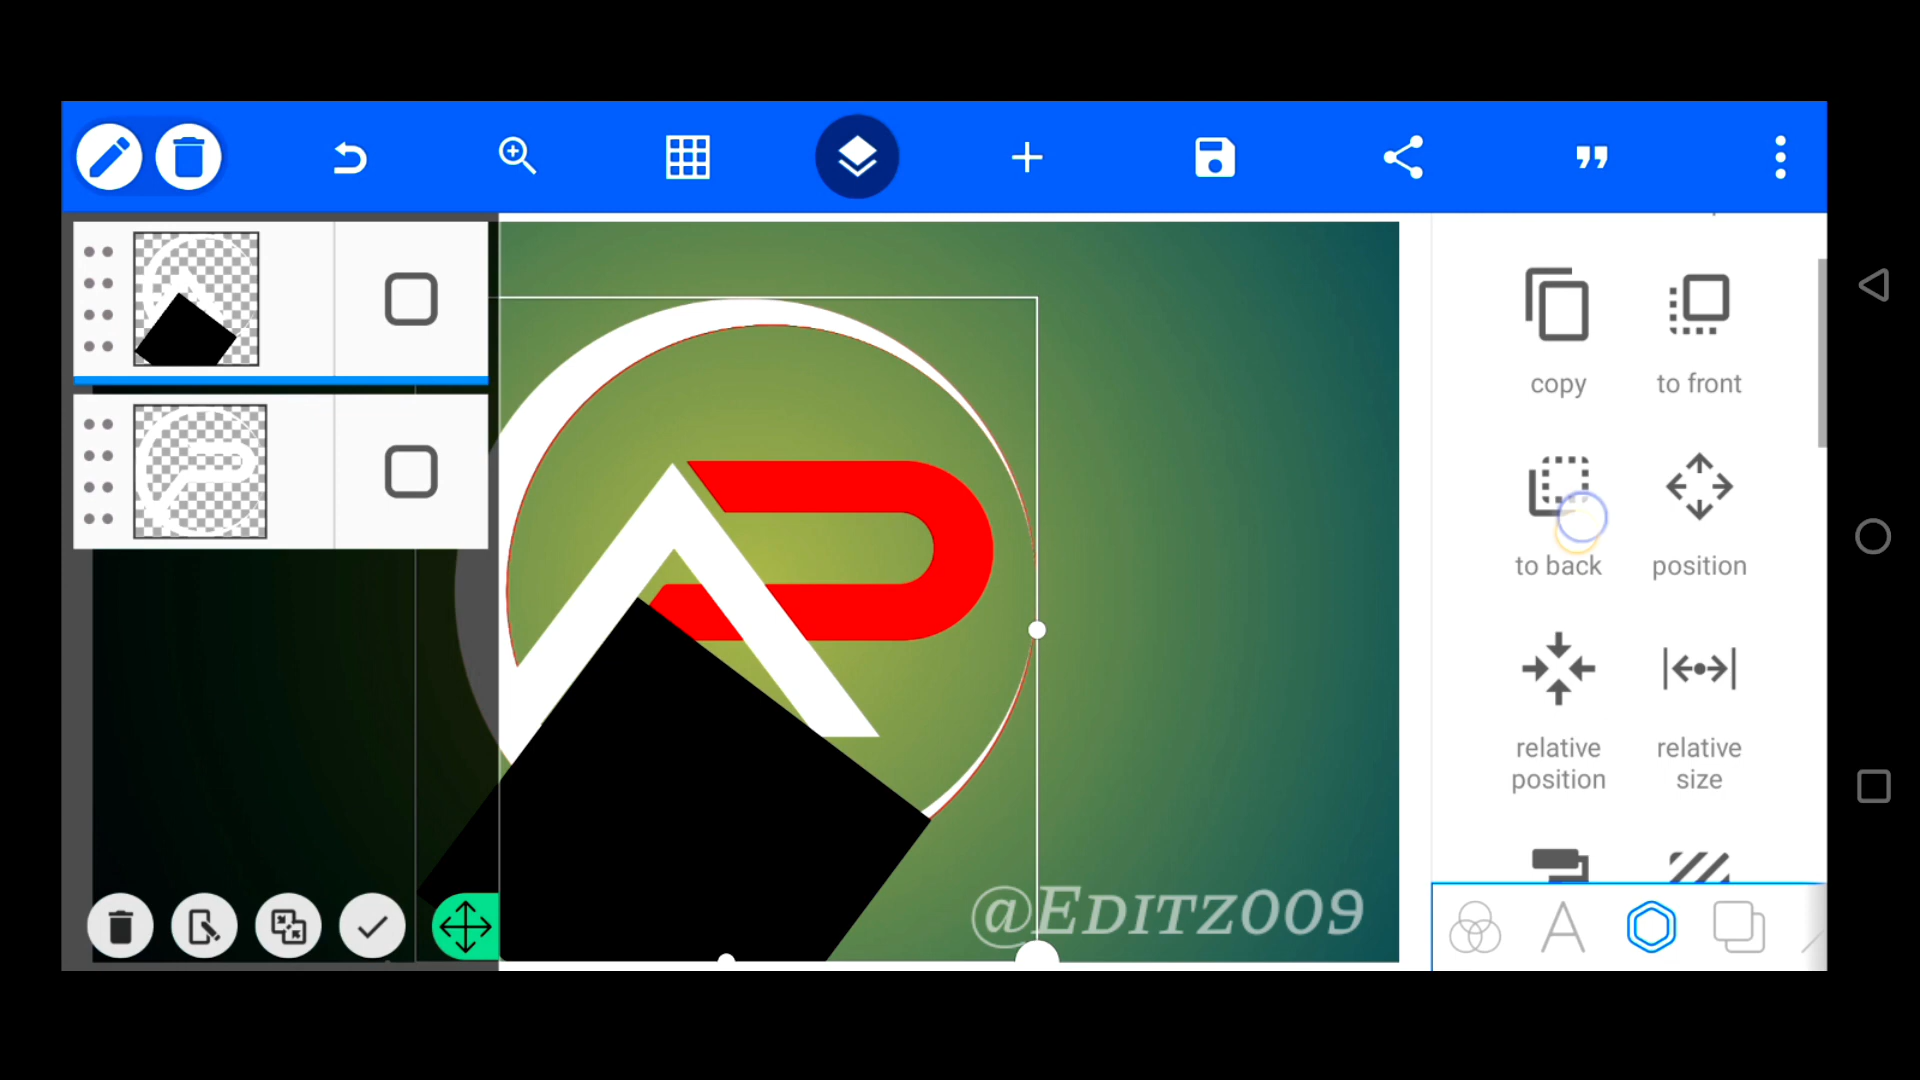 copy
to front
to back
position
relative
position
relative
size
@EDITZ009